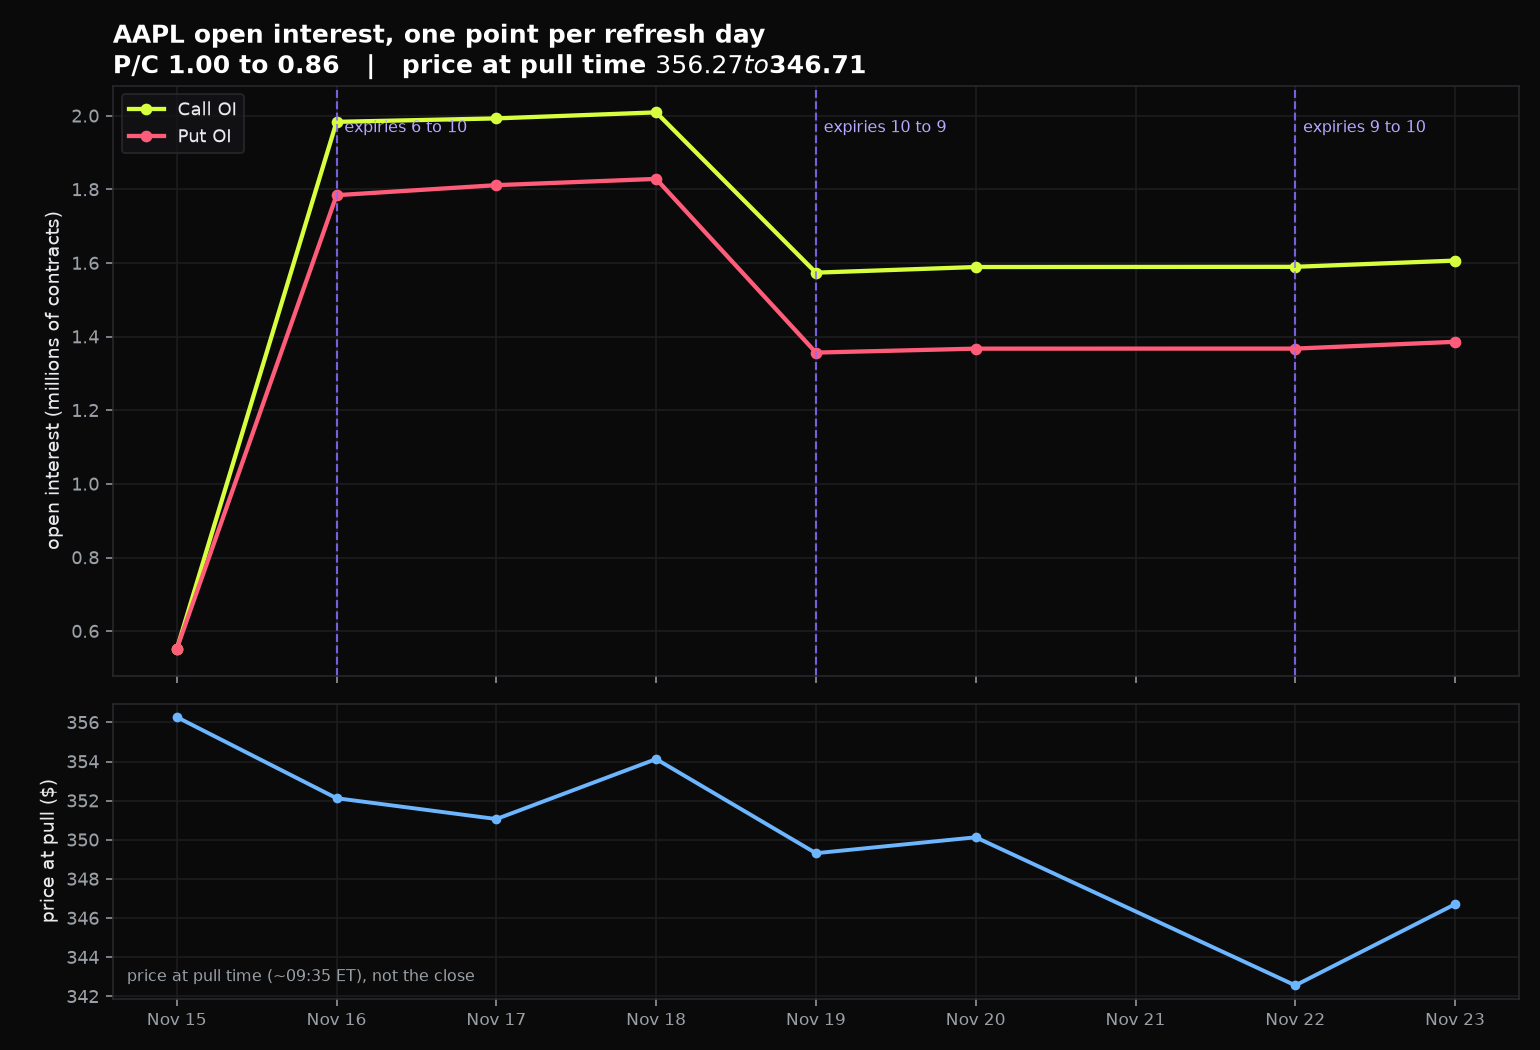 AAPL open interest, one point per refresh day
P/C 1.00 to 0.86 | price at pull time 356.27to346.71
Call OI
Put OI
expiries 6 to 10
expiries 10 to 9
expiries 9 to 10
open interest (millions of contracts)
2.0
1.8
1.6
1.4
1.2
1.0
0.8
0.6
price at pull ($)
356
354
352
350
348
346
344
342
price at pull time (~09:35 ET), not the close
Nov 15 Nov 16 Nov 17 Nov 18 Nov 19 Nov 20 Nov 21 Nov 22 Nov 23